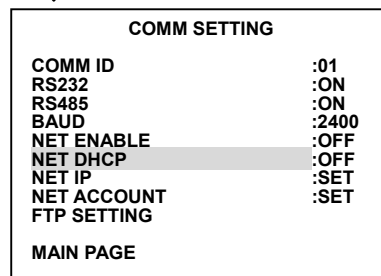 COMM SETTING
COMM ID :01
RS232 :ON
RS485 :ON
BAUD :2400
NET ENABLE :OFF
NET DHCP :OFF
NET IP :SET
NET ACCOUNT :SET
FTP SETTING
MAIN PAGE